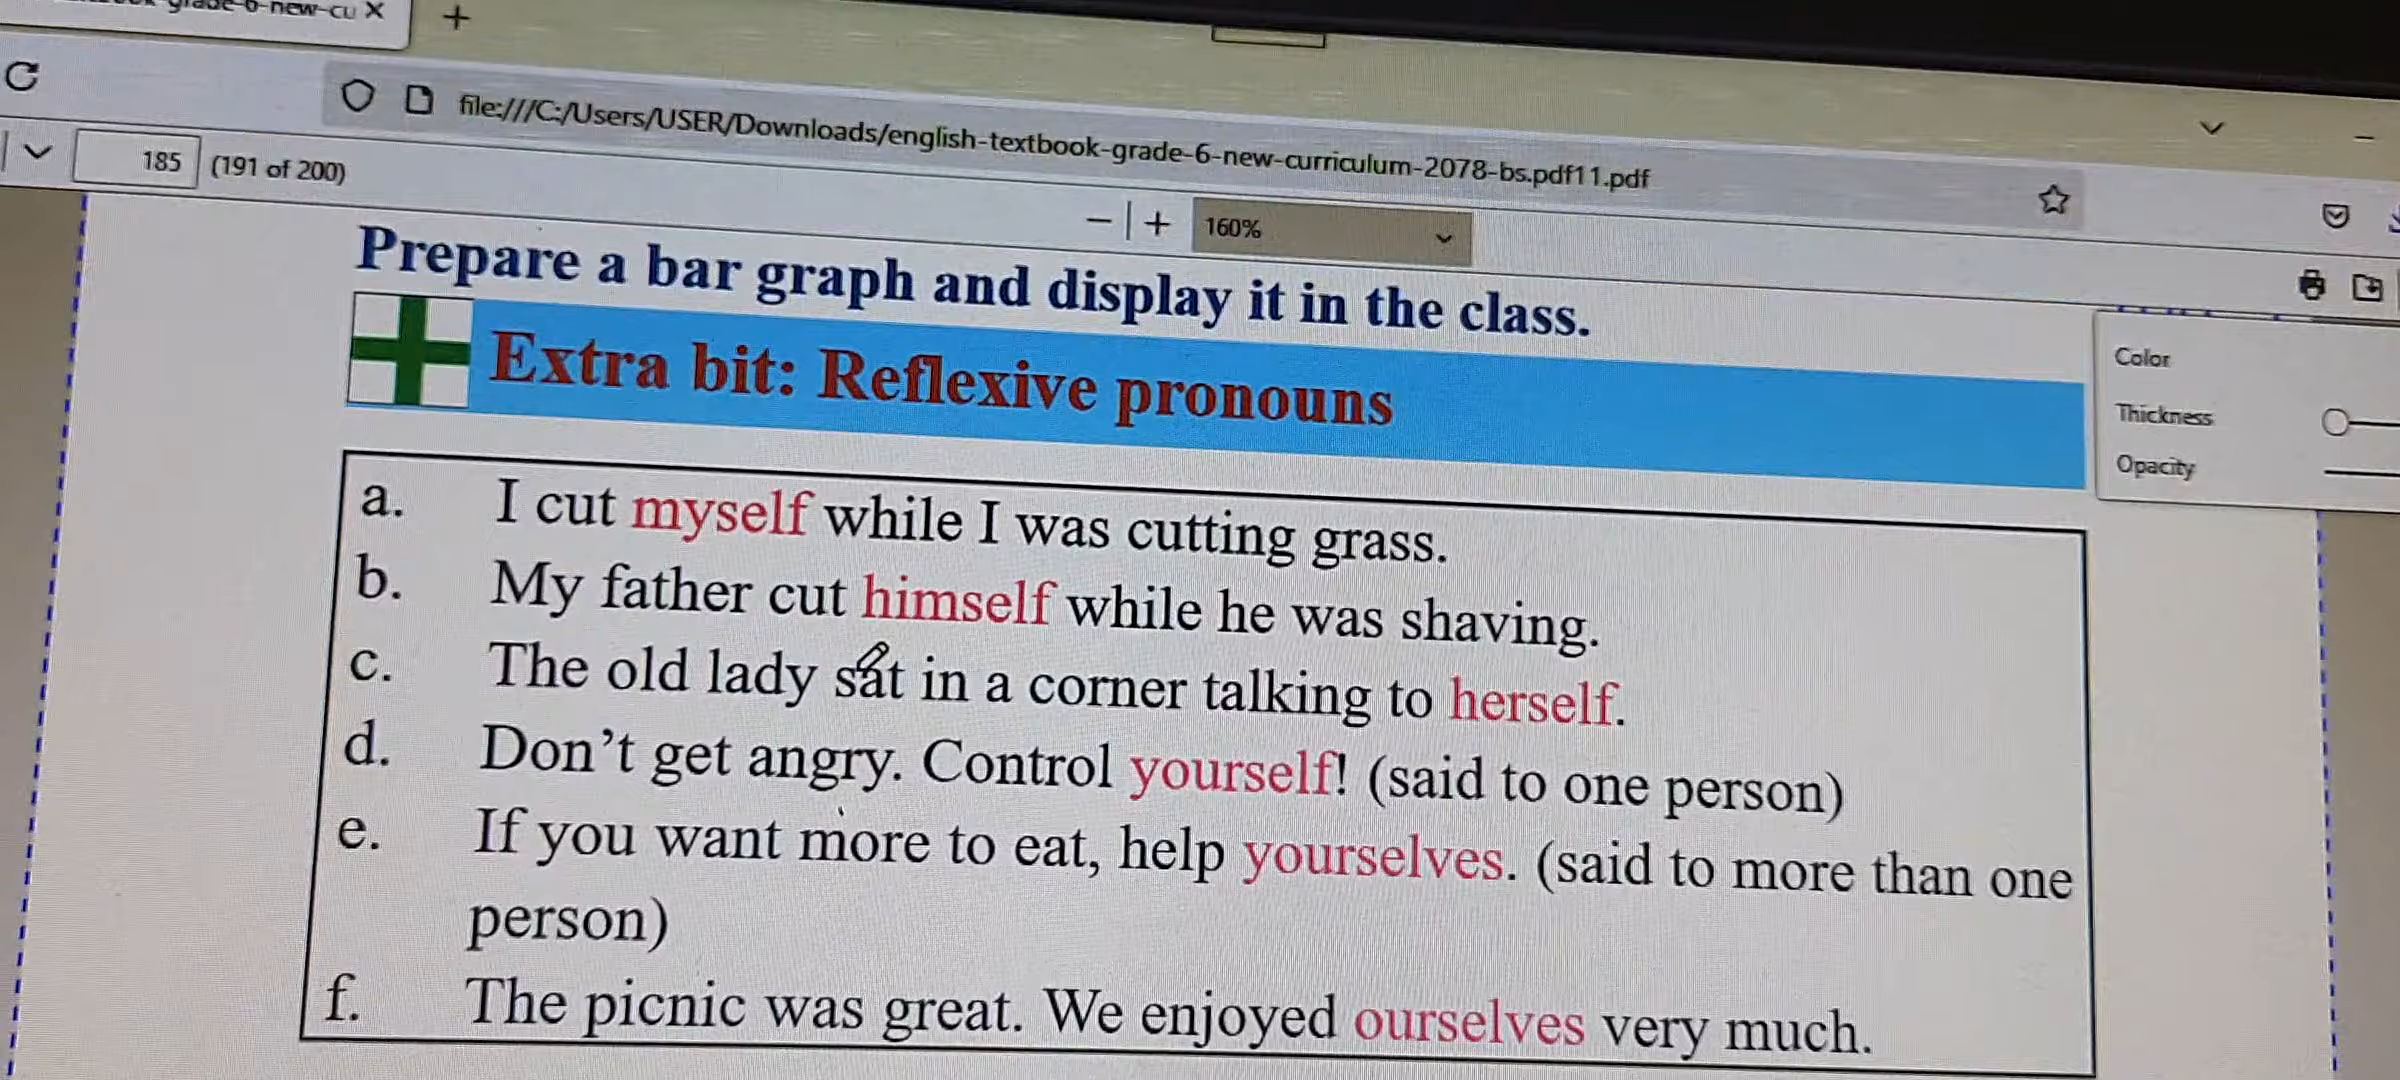 grade-6-new-cu
file:///C:/Users/USER/Downloads/english-textbook-grade-6-new-curriculum-2078-bs.pdf11.pdf
185 (191 of 200)
160%
Prepare a bar graph and display it in the class.
Extra bit: Reflexive pronouns
Color
Thickness
Opacity
a. I cut myself while I was cutting grass.
b. My father cut himself while he was shaving.
c. The old lady sat in a corner talking to herself.
d. Don’t get angry. Control yourself! (said to one person)
e. If you want more to eat, help yourselves. (said to more than one
person)
f. The picnic was great. We enjoyed ourselves very much.